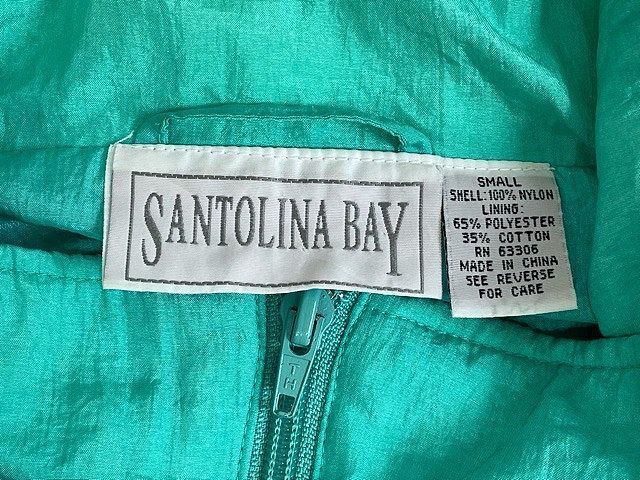 SANTOLINA BAY
SMALL
SHELL: 100% NYLON
LINING:
65% POLYESTER
35% COTTON
RN 63306
MADE IN CHINA
SEE REVERSE
FOR CARE
TH